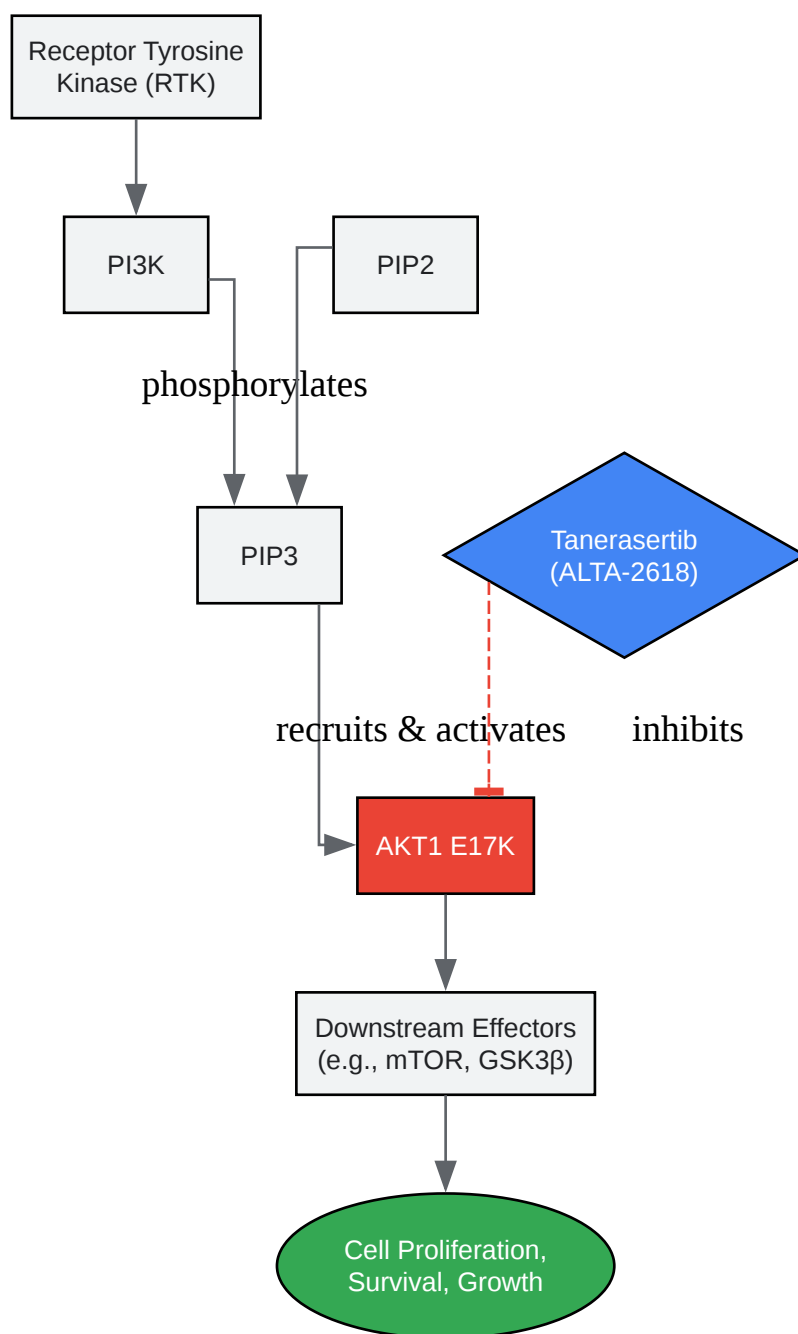 Receptor Tyrosine
Kinase (RTK)
PI3K
PIP2
phosphorylates
PIP3
Tanerasertib
(ALTA-2618)
recruits & activates
inhibits
AKT1 E17K
Downstream Effectors
(e.g., mTOR, GSK3β)
Cell Proliferation,
Survival, Growth